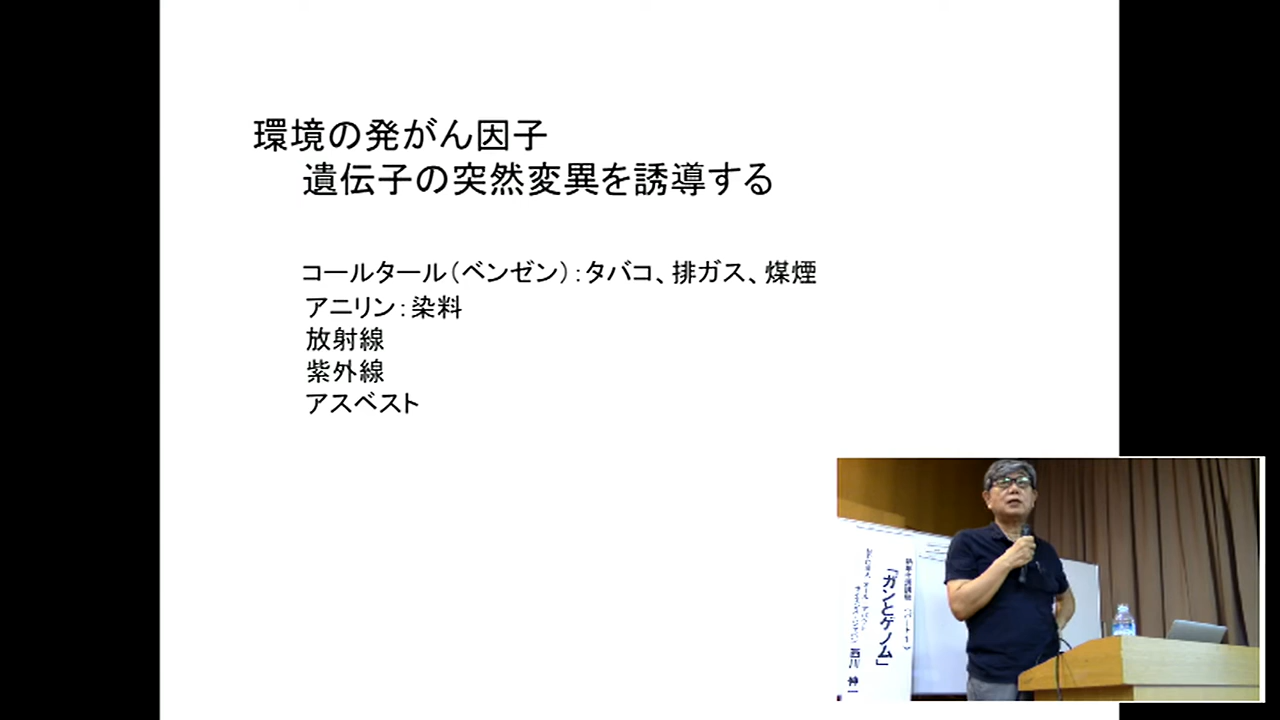 環境の発がん因子
遺伝子の突然変異を誘導する
コールタール（ベンゼン）：タバコ、排ガス、煤煙
アニリン：染料
放射線
紫外線
アスベスト
「ガンとゲノム」
西川 伸一